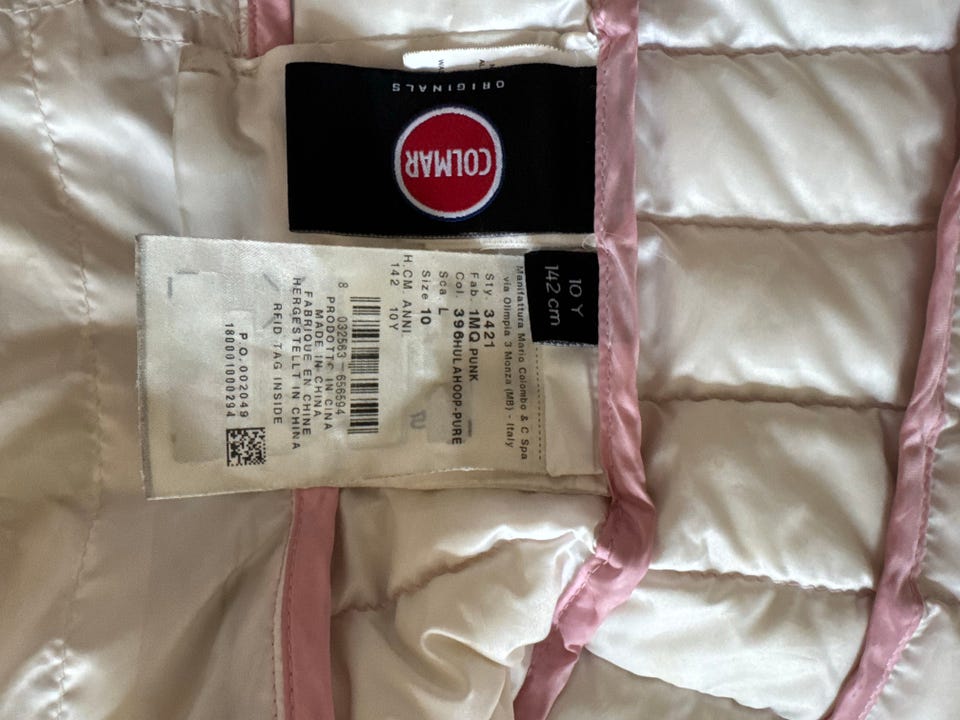 ORIGINALS
COLMAR
10 Y
142 cm
Manifattura Mario Colombo & C Spa
via Olimpia 3 Monza (MB) - Italy
Sty. 3421
Fab. 1MQ PUNK
Col. 396HULAHOOP-PURE
Sca L
Size 10
H.CM. ANNI
142 10Y
8 032563 656594
PRODOTTO IN CINA
MADE IN CHINA
FABRIQUE EN CHINE
HERGESTELLT IN CHINA
RFID TAG INSIDE
P.O. 002049
180001000294